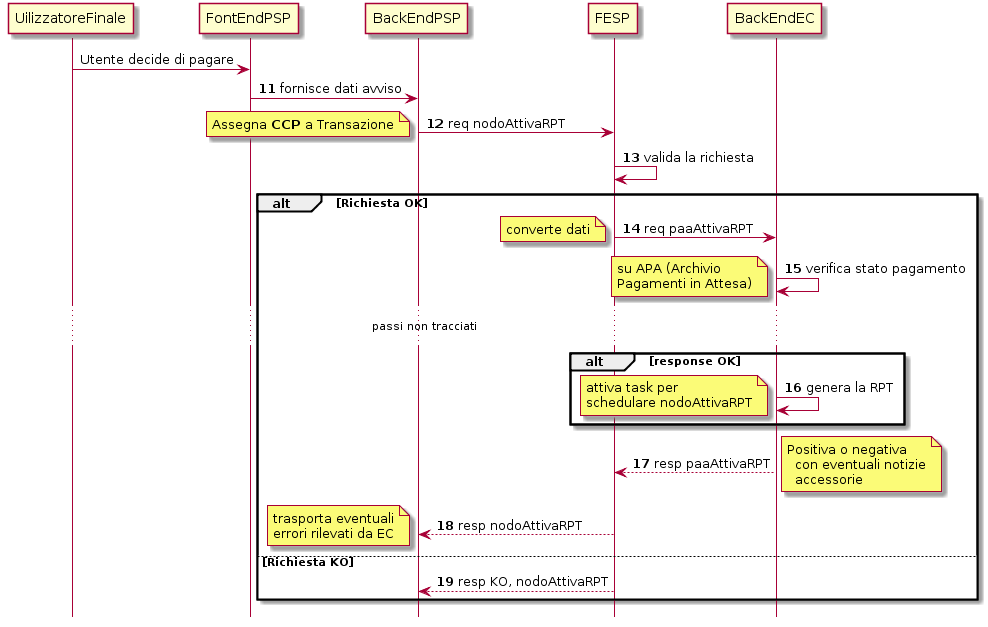 UilizzatoreFinale
FontEndPSP
BackEndPSP
FESP
BackEndEC
Utente decide di pagare
11 fornisce dati avviso
Assegna CCP a Transazione
12 req nodoAttivaRPT
13 valida la richiesta
alt
[Richiesta OK]
converte dati
14 req paaAttivaRPT
su APA (Archivio
Pagamenti in Attesa)
15 verifica stato pagamento
passi non tracciati
alt
[response OK]
attiva task per
schedulare nodoAttivaRPT
16 genera la RPT
Positiva o negativa
con eventuali notizie
accessorie
17 resp paaAttivaRPT
trasporta eventuali
errori rilevati da EC
18 resp nodoAttivaRPT
[Richiesta KO]
19 resp KO, nodoAttivaRPT